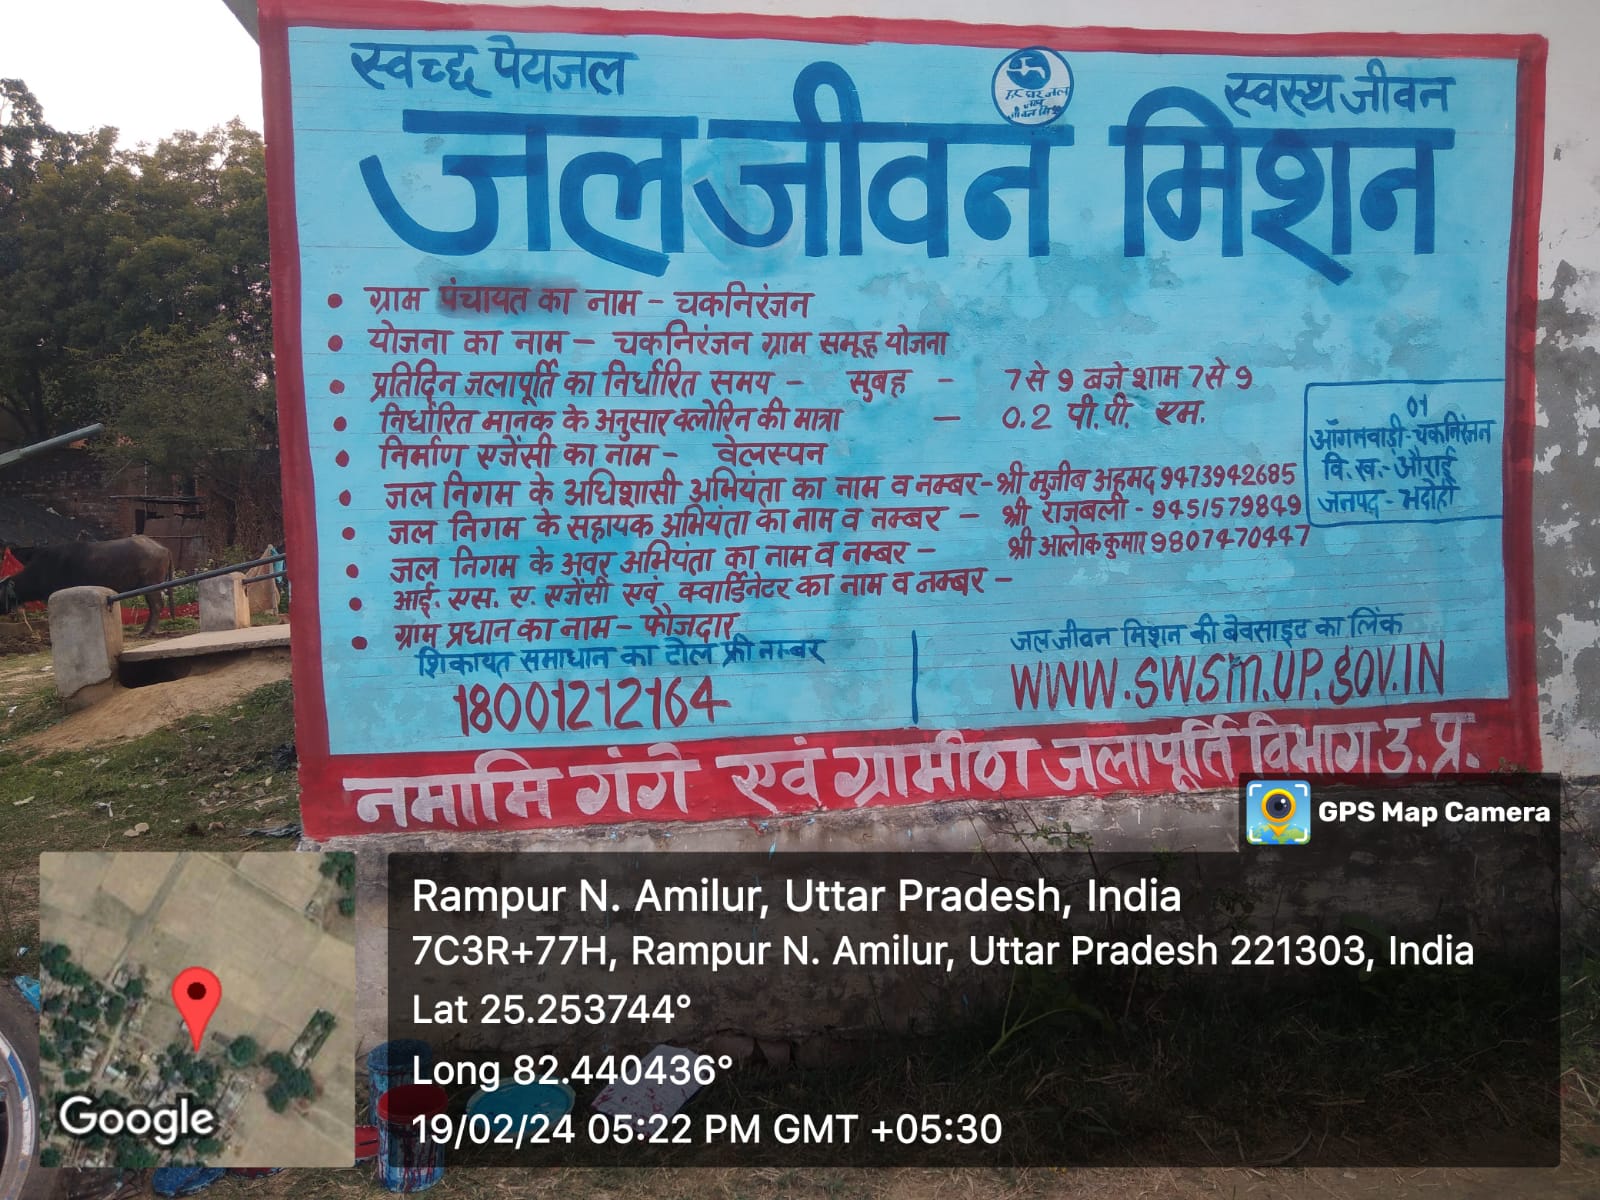 स्वच्छ पेयजल
स्वस्थ जीवन
हर घर जल
जल जीवन मिशन
ग्राम पंचायत का नाम - चकनिरंजन
योजना का नाम - चकनिरंजन ग्राम समूह योजना
प्रतिदिन जलापूर्ति का निर्धारित समय - सुबह - 7 से 9 बजे शाम 7 से 9
निर्धारित मानक के अनुसार क्लोरिन की मात्रा - 0.2 पी.पी. एम.
निर्माण एजेंसी का नाम - वेलस्पन
जल निगम के अधिशासी अभियंता का नाम व नम्बर - श्री मुजीब अहमद 9473942685
जल निगम के सहायक अभियंता का नाम व नम्बर - श्री राजबली - 9451579849
जल निगम के अवर अभियंता का नाम व नम्बर - श्री आलोक कुमार 9807470447
आई. एस. ए. एजेंसी एवं क्वार्डिनेटर का नाम व नम्बर -
ग्राम प्रधान का नाम - फौजदार
01
ऑगनवाड़ी - चकनिरंजन
वि. ख. - औराई
जनपद - भदोही
शिकायत समाधान का टोल फ्री नम्बर
18001212164
जल जीवन मिशन की बेवसाइट का लिंक
WWW.SWSM.UP.GOV.IN
नमामि गंगे एवं ग्रामीण जलापूर्ति विभाग उ. प्र.
GPS Map Camera
Rampur N. Amilur, Uttar Pradesh, India
7C3R+77H, Rampur N. Amilur, Uttar Pradesh 221303, India
Lat 25.253744°
Long 82.440436°
19/02/24 05:22 PM GMT +05:30
Google